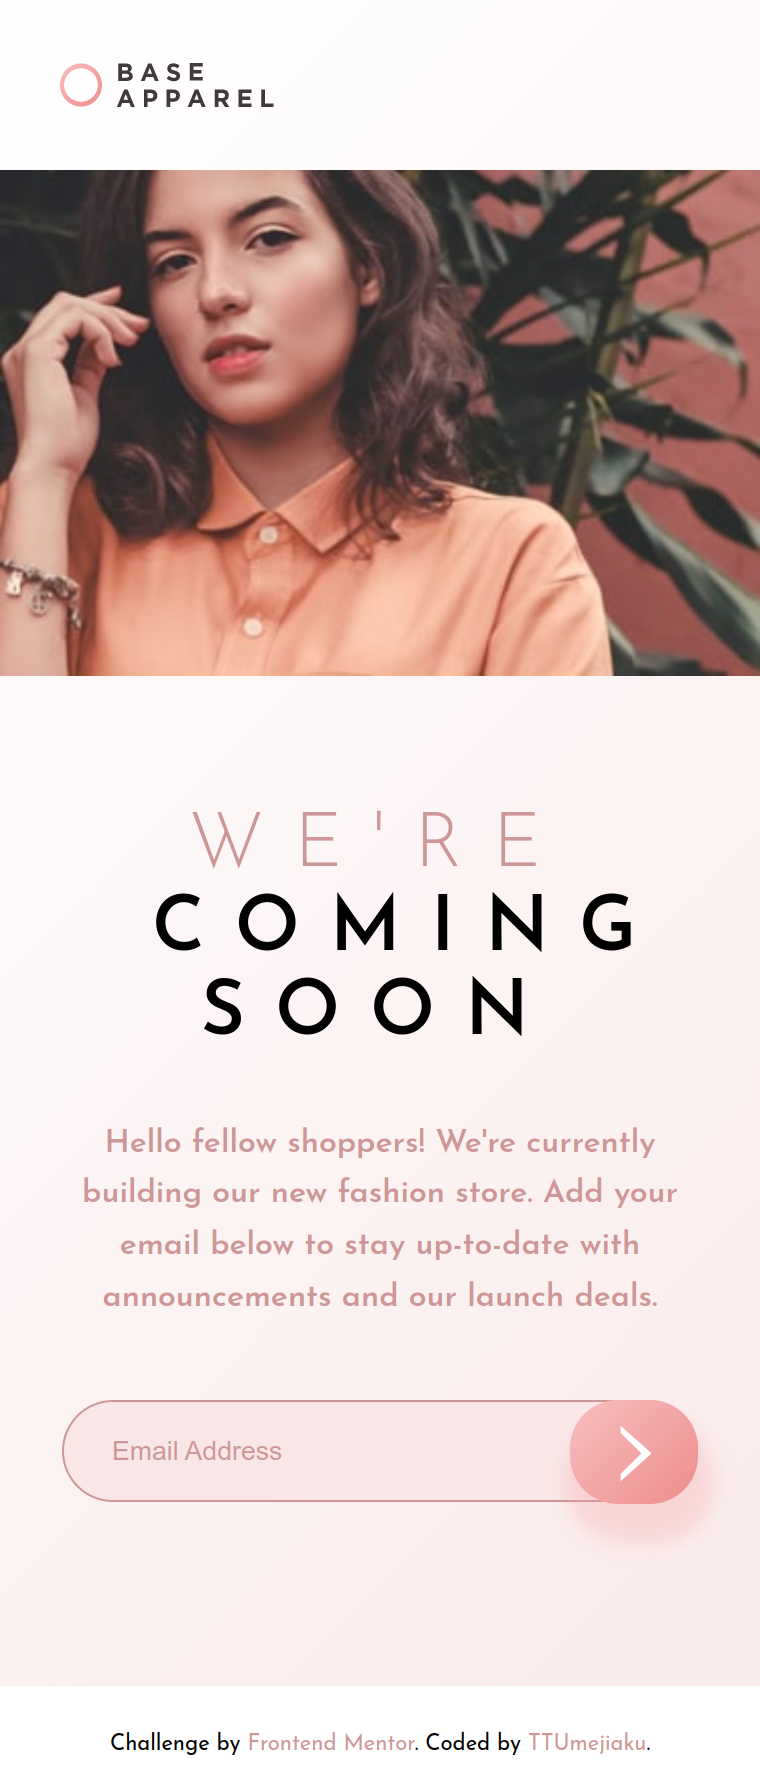 BASE
APPAREL
WE'RE
COMING
SOON
Hello fellow shoppers! We're currently
building our new fashion store. Add your
email below to stay up-to-date with
announcements and our launch deals.
Email Address
Challenge by Frontend Mentor. Coded by TTUmejiaku.